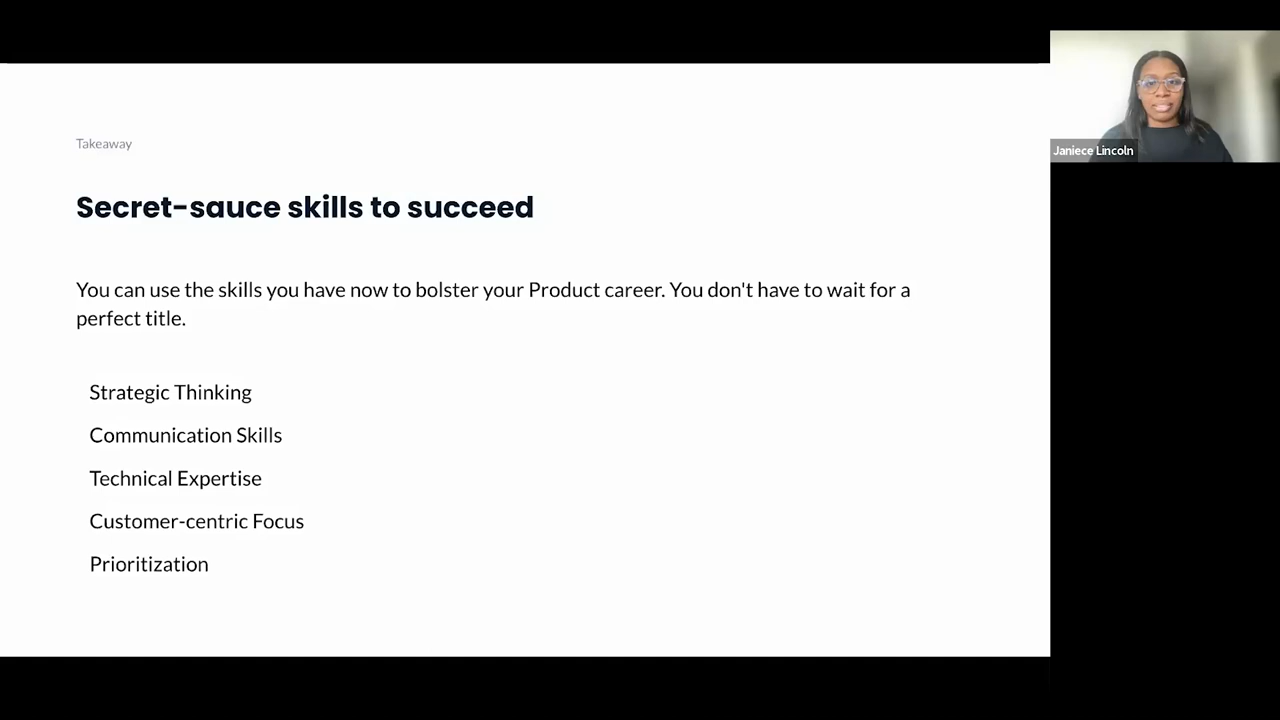 Takeaway
Secret-sauce skills to succeed
You can use the skills you have now to bolster your Product career. You don't have to wait for a
perfect title.
Strategic Thinking
Communication Skills
Technical Expertise
Customer-centric Focus
Prioritization
Janiece Lincoln